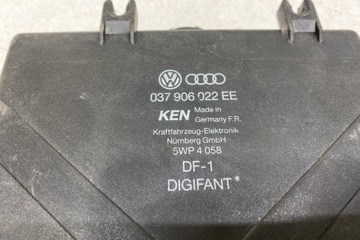 037 906 022 EE
KEN Made in Germany F.R.
Kraftfahrzeug-Elektronik
Nürnberg GmbH
5WP 4 058
DF-1
DIGIFANT*